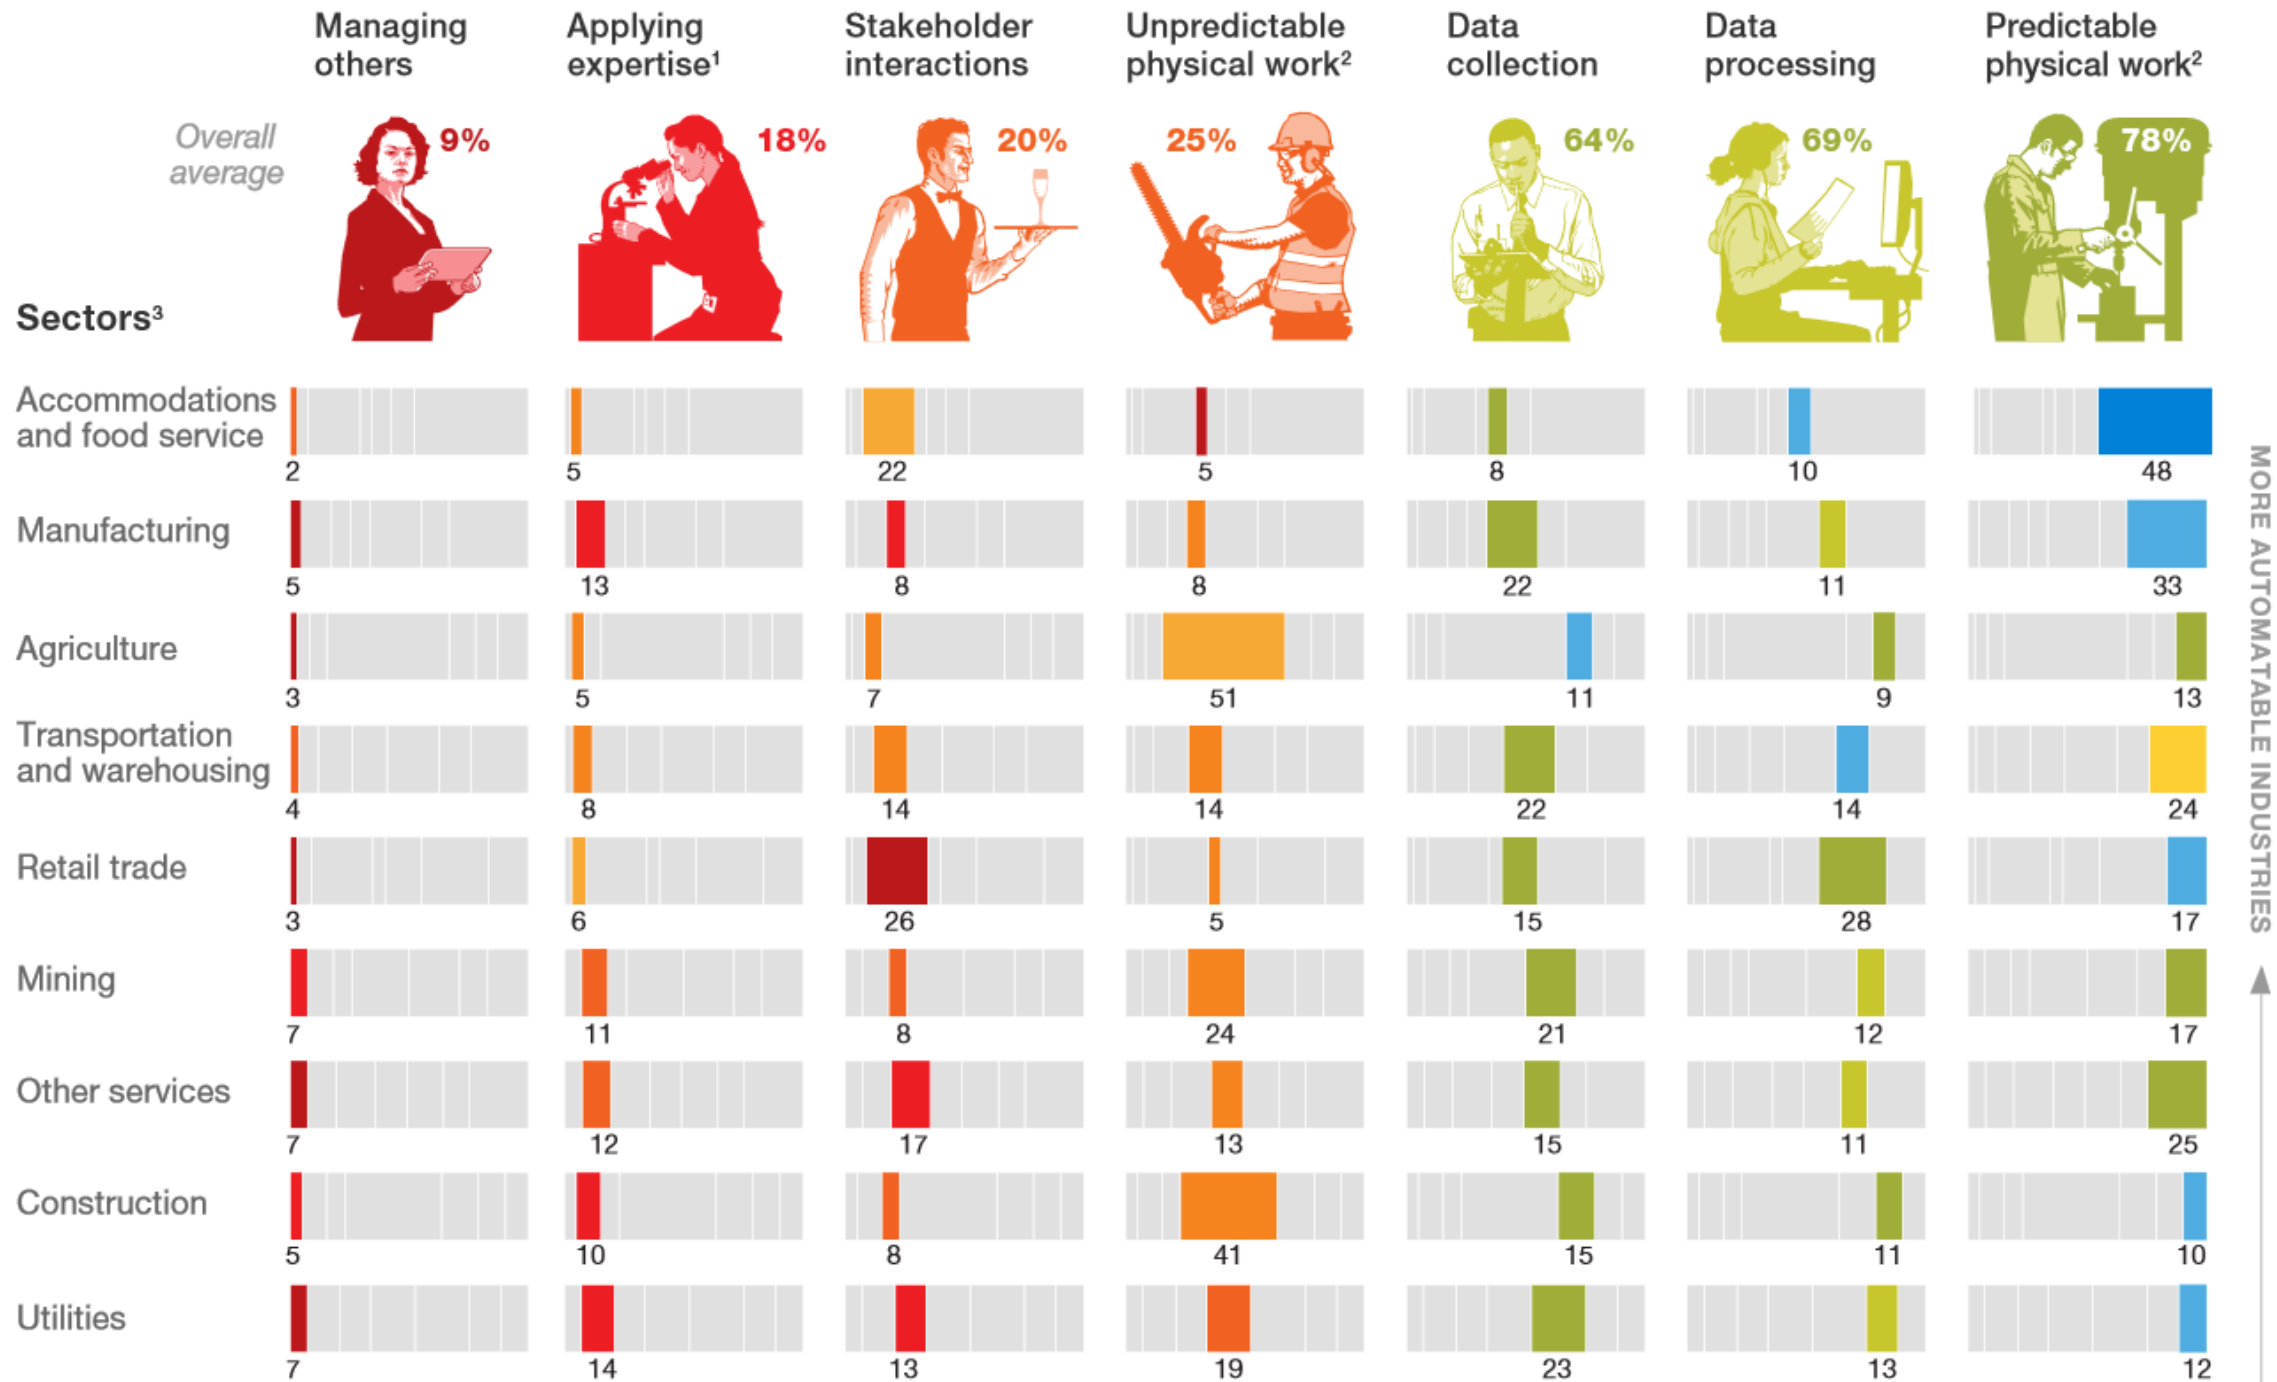 Managing others
Applying expertise¹
Stakeholder interactions
Unpredictable physical work²
Data collection
Data processing
Predictable physical work²
Overall average
9%
18%
20%
25%
64%
69%
78%
Sectors³
Accommodations and food service
2 5 22 5 8 10 48
Manufacturing
5 13 8 8 22 11 33
Agriculture
3 5 7 51 11 9 13
Transportation and warehousing
4 8 14 14 22 14 24
Retail trade
3 6 26 5 15 28 17
Mining
7 11 8 24 21 12 17
Other services
7 12 17 13 15 11 25
Construction
5 10 8 41 15 11 10
Utilities
7 14 13 19 23 13 12
MORE AUTOMATABLE INDUSTRIES